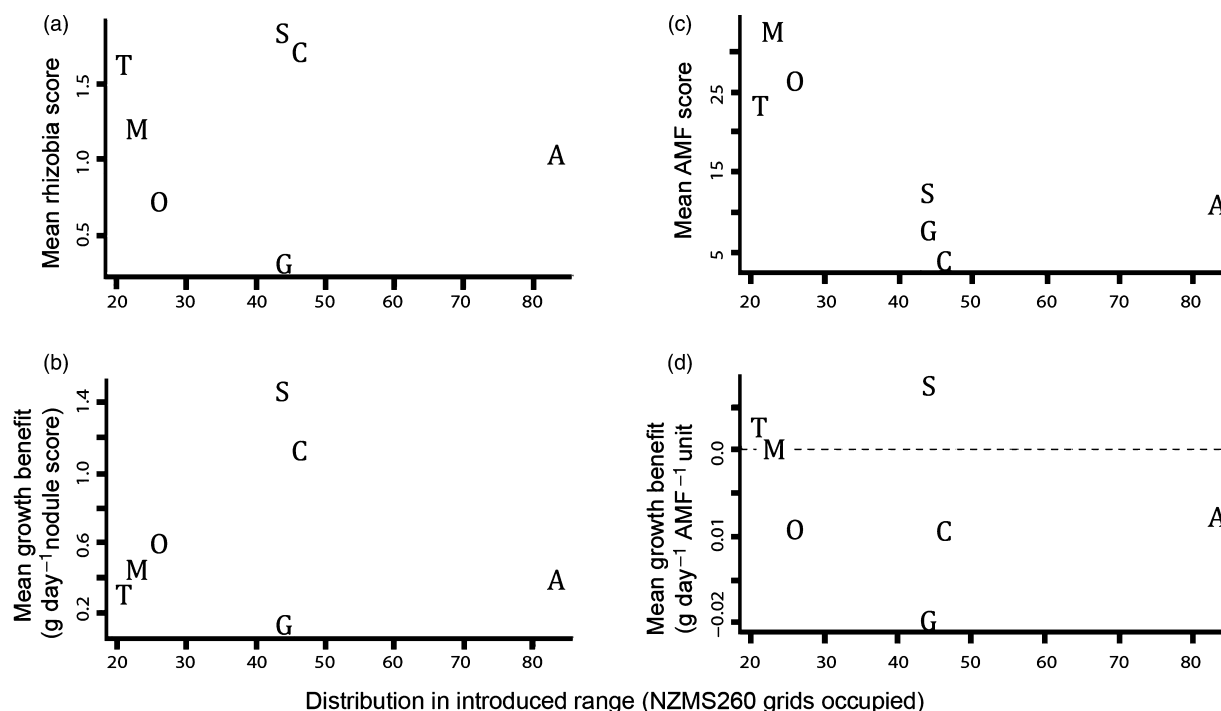 (a)
Mean rhizobia score
1.5
1.0
0.5
T
M
O
S
C
G
A
20 30 40 50 60 70 80
(c)
Mean AMF score
25
15
5
M
O
T
S
G
C
A
20 30 40 50 60 70 80
(b)
Mean growth benefit
(g day⁻¹ nodule score)
1.4
1.0
0.6
0.2
S
C
O
M
T
G
A
20 30 40 50 60 70 80
(d)
Mean growth benefit
(g day⁻¹ AMF⁻¹ unit
0.0
0.01
−0.02
S
T
M
O
C
A
G
20 30 40 50 60 70 80
Distribution in introduced range (NZMS260 grids occupied)